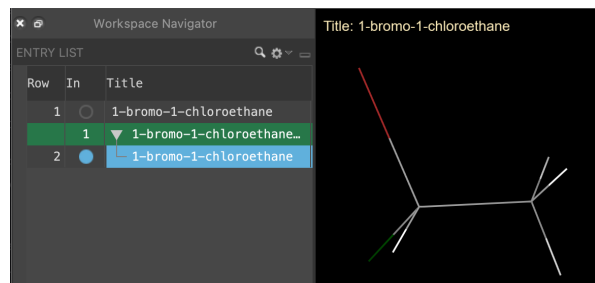 Workspace Navigator
ENTRY LIST
Row In Title
1 1-bromo-1-chloroethane
1 1-bromo-1-chloroethane...
2 1-bromo-1-chloroethane
Title: 1-bromo-1-chloroethane